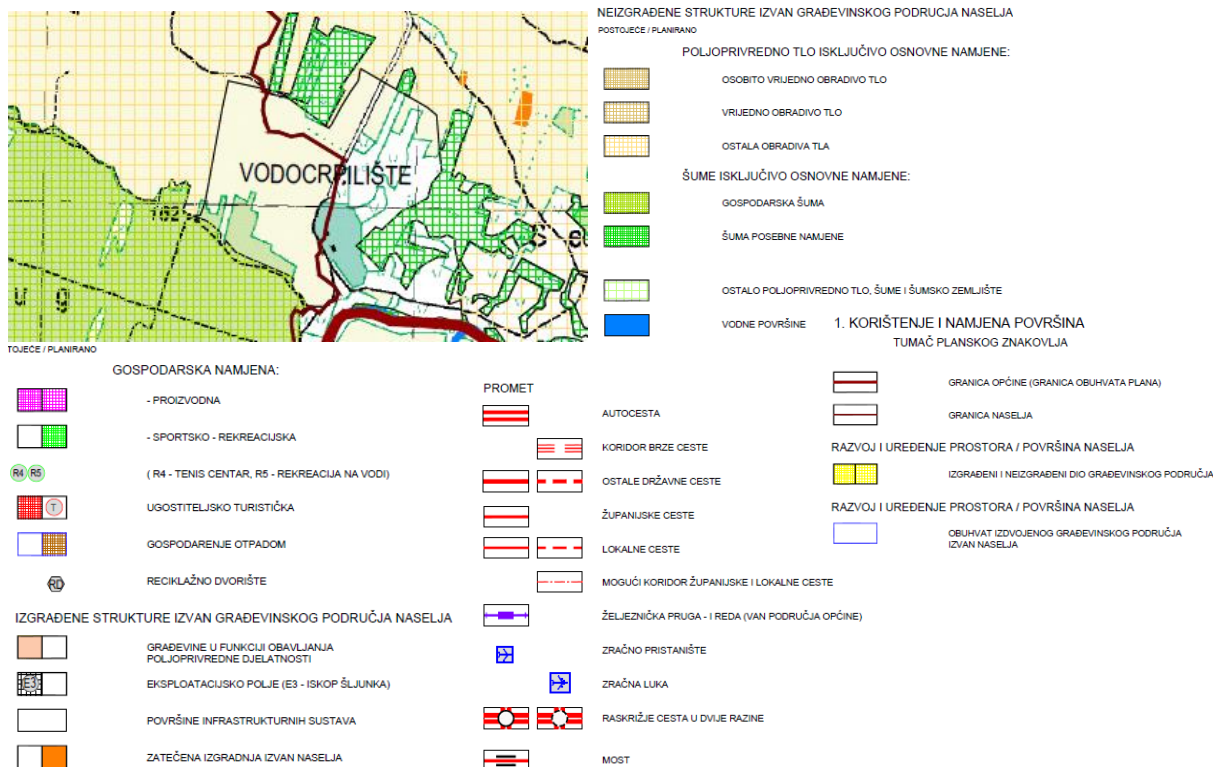 VODOCRPILIŠTE
102
u g
S
NEIZGRAĐENE STRUKTURE IZVAN GRAĐEVINSKOG PODRUCJA NASELJA
POSTOJEĆE / PLANIRANO
POLJOPRIVREDNO TLO ISKLJUČIVO OSNOVNE NAMJENE:
OSOBITO VRIJEDNO OBRADIVO TLO
VRIJEDNO OBRADIVO TLO
OSTALA OBRADIVA TLA
ŠUME ISKLJUČIVO OSNOVNE NAMJENE:
GOSPODARSKA ŠUMA
ŠUMA POSEBNE NAMJENE
OSTALO POLJOPRIVREDNO TLO, ŠUME I ŠUMSKO ZEMLJIŠTE
VODNE POVRŠINE
1. KORIŠTENJE I NAMJENA POVRŠINA
TUMAČ PLANSKOG ZNAKOVLJA
TOJEĆE / PLANIRANO
GOSPODARSKA NAMJENA:
- PROIZVODNA
- SPORTSKO - REKREACIJSKA
R4 R5 ( R4 - TENIS CENTAR, R5 - REKREACIJA NA VODI)
T UGOSTITELJSKO TURISTIČKA
GOSPODARENJE OTPADOM
RD RECIKLAŽNO DVORIŠTE
IZGRAĐENE STRUKTURE IZVAN GRAĐEVINSKOG PODRUČJA NASELJA
GRAĐEVINE U FUNKCIJI OBAVLJANJA
POLJOPRIVREDNE DJELATNOSTI
E3 EKSPLOATACIJSKO POLJE (E3 - ISKOP ŠLJUNKA)
POVRŠINE INFRASTRUKTURNIH SUSTAVA
ZATEČENA IZGRADNJA IZVAN NASELJA
PROMET
AUTOCESTA
KORIDOR BRZE CESTE
OSTALE DRŽAVNE CESTE
ŽUPANIJSKE CESTE
LOKALNE CESTE
MOGUĆI KORIDOR ŽUPANIJSKE I LOKALNE CESTE
ŽELJEZNIČKA PRUGA - I REDA (VAN PODRUČJA OPĆINE)
ZRAČNO PRISTANIŠTE
ZRAČNA LUKA
RASKRIŽJE CESTA U DVIJE RAZINE
MOST
GRANICA OPĆINE (GRANICA OBUHVATA PLANA)
GRANICA NASELJA
RAZVOJ I UREĐENJE PROSTORA / POVRŠINA NASELJA
IZGRAĐENI I NEIZGRAĐENI DIO GRAĐEVINSKOG PODRUČJA
RAZVOJ I UREĐENJE PROSTORA / POVRŠINA NASELJA
OBUHVAT IZDVOJENOG GRAĐEVINSKOG PODRUČJA
IZVAN NASELJA